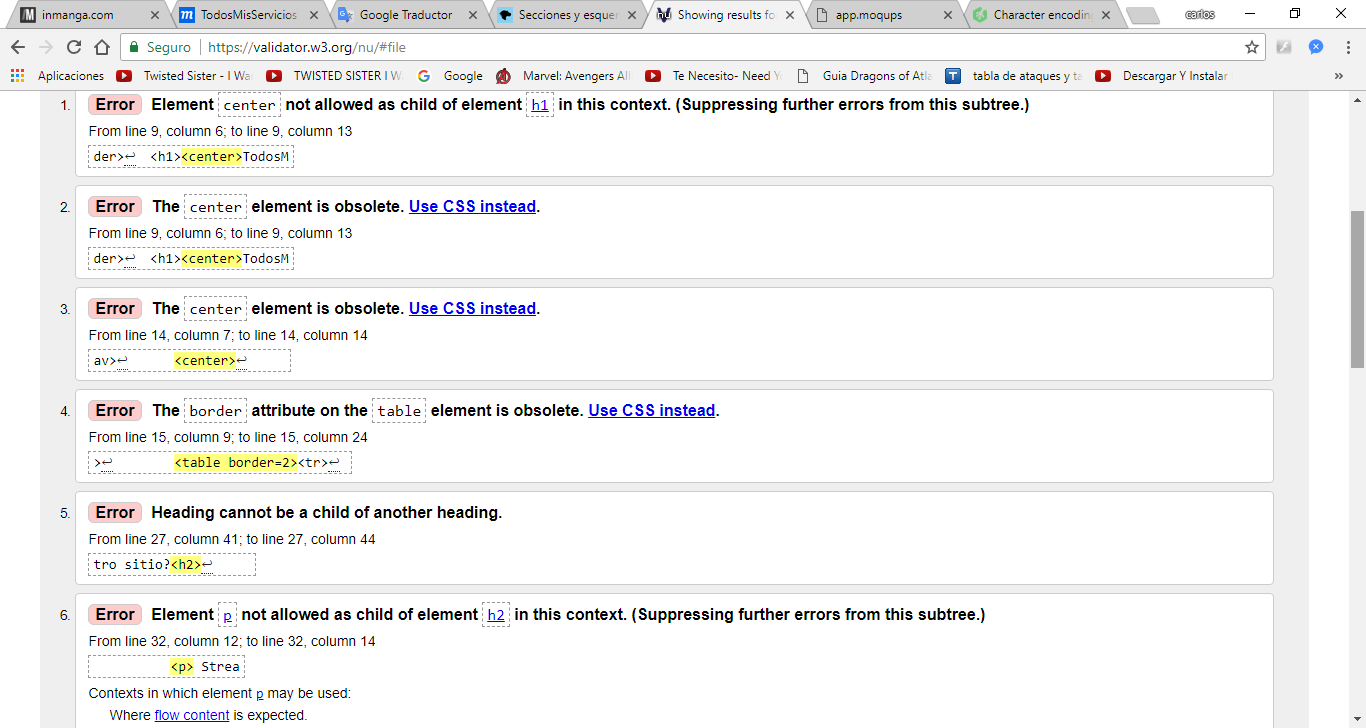 inmanga.com
TodosMisServicios
Google Traductor
Secciones y esquer
Showing results fo
app.moqups
Character encodin
carlos
Seguro | https://validator.w3.org/nu/#file
Aplicaciones
Twisted Sister - I Wa
TWISTED SISTER I W
Google
Marvel: Avengers All
Te Necesito- Need Y
Guia Dragons of Atla
tabla de ataques y ta
Descargar Y Instalar
»
1. Error Element center not allowed as child of element h1 in this context. (Suppressing further errors from this subtree.)
From line 9, column 6; to line 9, column 13
der>↩ <h1><center>TodosM
2. Error The center element is obsolete. Use CSS instead.
From line 9, column 6; to line 9, column 13
der>↩ <h1><center>TodosM
3. Error The center element is obsolete. Use CSS instead.
From line 14, column 7; to line 14, column 14
av>↩ <center>↩
4. Error The border attribute on the table element is obsolete. Use CSS instead.
From line 15, column 9; to line 15, column 24
>↩ <table border=2><tr>↩
5. Error Heading cannot be a child of another heading.
From line 27, column 41; to line 27, column 44
tro sitio?<h2>↩
6. Error Element p not allowed as child of element h2 in this context. (Suppressing further errors from this subtree.)
From line 32, column 12; to line 32, column 14
<p> Strea
Contexts in which element p may be used:
Where flow content is expected.